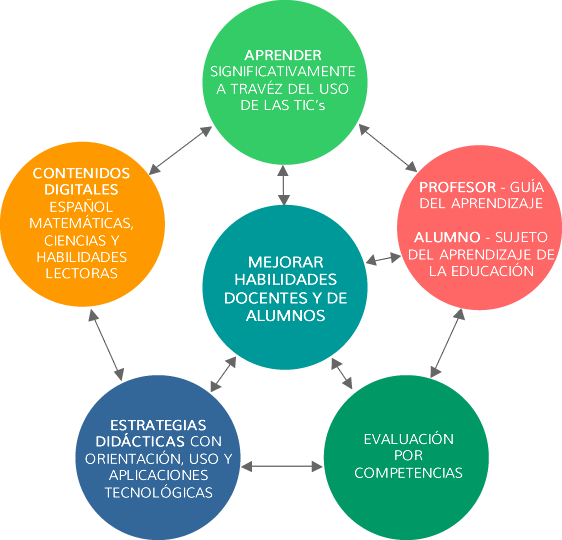 APRENDER
SIGNIFICATIVAMENTE
A TRAVÉZ DEL USO
DE LAS TIC's
CONTENIDOS
DIGITALES
ESPAÑOL
MATEMÁTICAS,
CIENCIAS Y
HABILIDADES
LECTORAS
PROFESOR - GUÍA
DEL APRENDIZAJE
ALUMNO - SUJETO
DEL APRENDIZAJE DE
LA EDUCACIÓN
MEJORAR
HABILIDADES
DOCENTES Y DE
ALUMNOS
ESTRATEGIAS
DIDÁCTICAS CON
ORIENTACIÓN, USO Y
APLICACIONES
TECNOLÓGICAS
EVALUACIÓN
POR
COMPETENCIAS